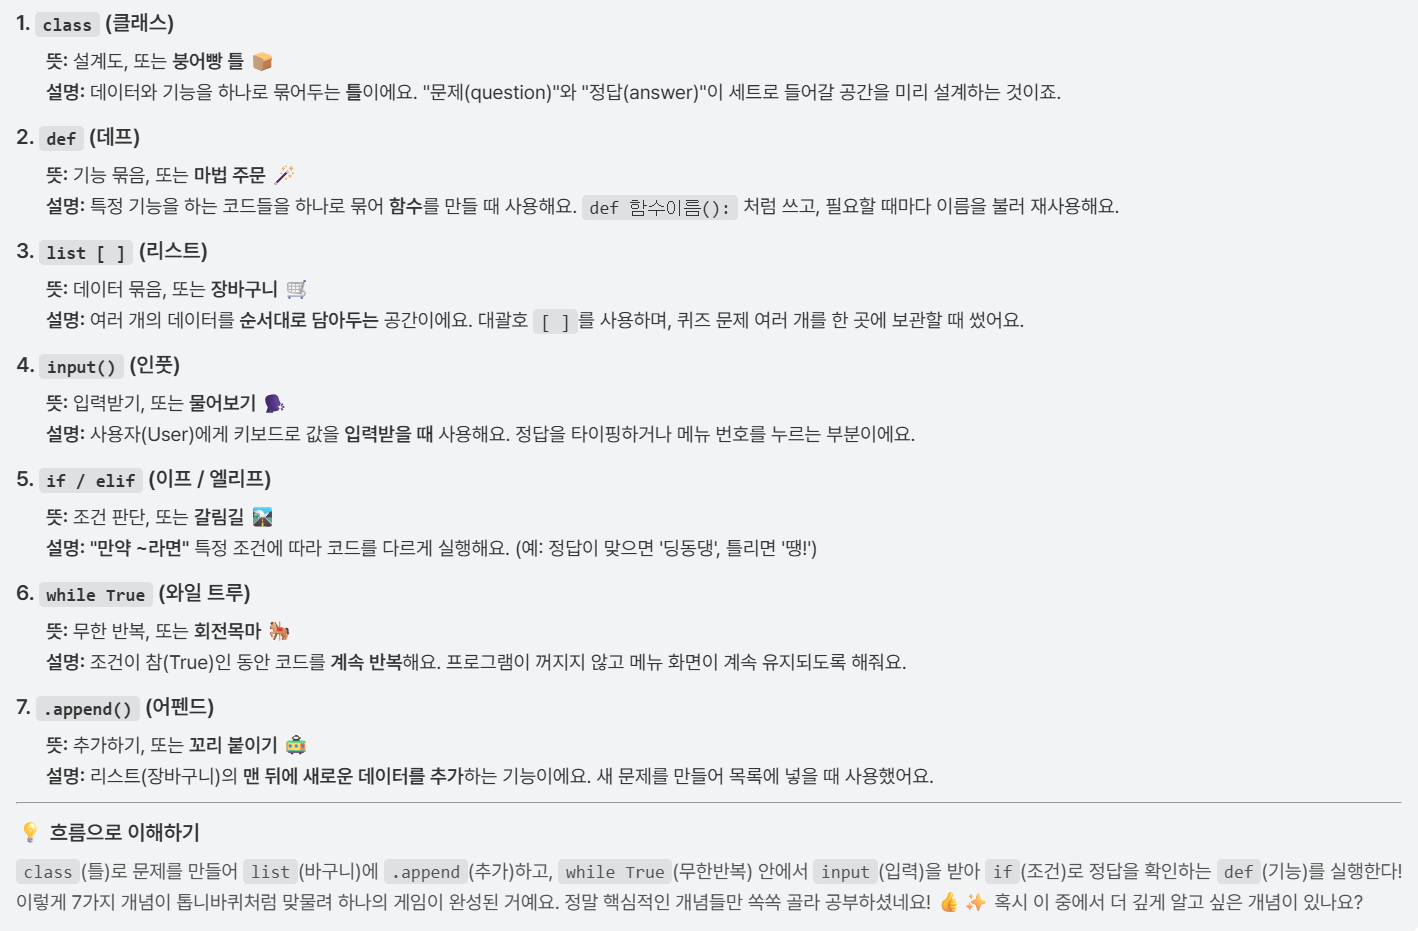 1. class (클래스)
뜻: 설계도, 또는 붕어빵 틀 📦
설명: 데이터와 기능을 하나로 묶어두는 틀이에요. "문제(question)"와 "정답(answer)"이 세트로 들어갈 공간을 미리 설계하는 것이죠.
2. def (데프)
뜻: 기능 묶음, 또는 마법 주문 🪄
설명: 특정 기능을 하는 코드들을 하나로 묶어 함수를 만들 때 사용해요. def 함수이름(): 처럼 쓰고, 필요할 때마다 이름을 불러 재사용해요.
3. list [ ] (리스트)
뜻: 데이터 묶음, 또는 장바구니 🛒
설명: 여러 개의 데이터를 순서대로 담아두는 공간이에요. 대괄호 [ ]를 사용하며, 퀴즈 문제 여러 개를 한 곳에 보관할 때 썼어요.
4. input() (인풋)
뜻: 입력받기, 또는 물어보기 🗣️
설명: 사용자(User)에게 키보드로 값을 입력받을 때 사용해요. 정답을 타이핑하거나 메뉴 번호를 누르는 부분이에요.
5. if / elif (이프 / 엘리프)
뜻: 조건 판단, 또는 갈림길 🛣️
설명: "만약 ~라면" 특정 조건에 따라 코드를 다르게 실행해요. (예: 정답이 맞으면 '딩동댕', 틀리면 '땡!')
6. while True (와일 트루)
뜻: 무한 반복, 또는 회전목마 🎠
설명: 조건이 참(True)인 동안 코드를 계속 반복해요. 프로그램이 꺼지지 않고 메뉴 화면이 계속 유지되도록 해줘요.
7. .append() (어펜드)
뜻: 추가하기, 또는 꼬리 붙이기 🚋
설명: 리스트(장바구니)의 맨 뒤에 새로운 데이터를 추가하는 기능이에요. 새 문제를 만들어 목록에 넣을 때 사용했어요.
💡 흐름으로 이해하기
class(틀)로 문제를 만들어 list(바구니)에 .append(추가)하고, while True(무한반복) 안에서 input(입력)을 받아 if(조건)로 정답을 확인하는 def(기능)를 실행한다!
이렇게 7가지 개념이 톱니바퀴처럼 맞물려 하나의 게임이 완성된 거예요. 정말 핵심적인 개념들만 쏙쏙 골라 공부하셨네요! 👍✨ 혹시 이 중에서 더 깊게 알고 싶은 개념이 있나요?